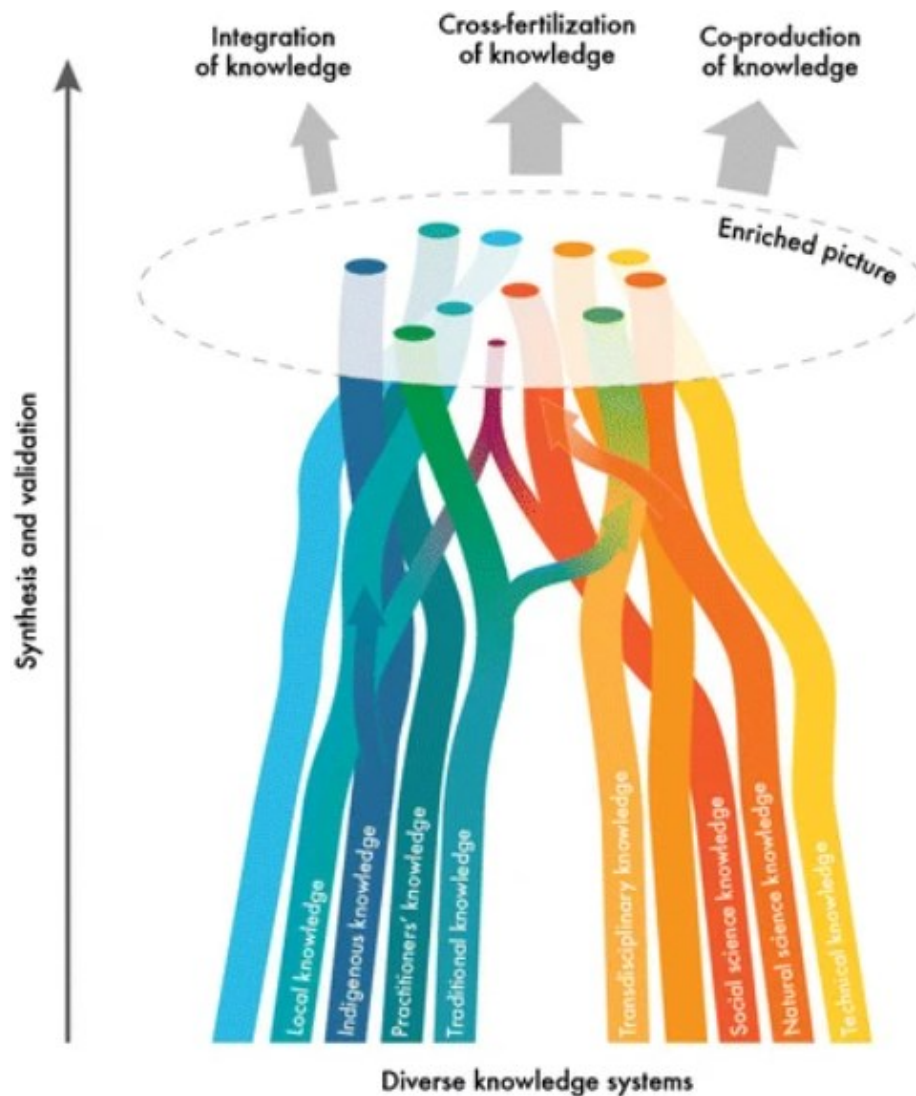 Integration
of knowledge
Cross-fertilization
of knowledge
Co-production
of knowledge
Enriched picture
Synthesis and validation
Local knowledge
Indigenous knowledge
Practitioners' knowledge
Traditional knowledge
Transdisciplinary knowledge
Social science knowledge
Natural science knowledge
Technical knowledge
Diverse knowledge systems